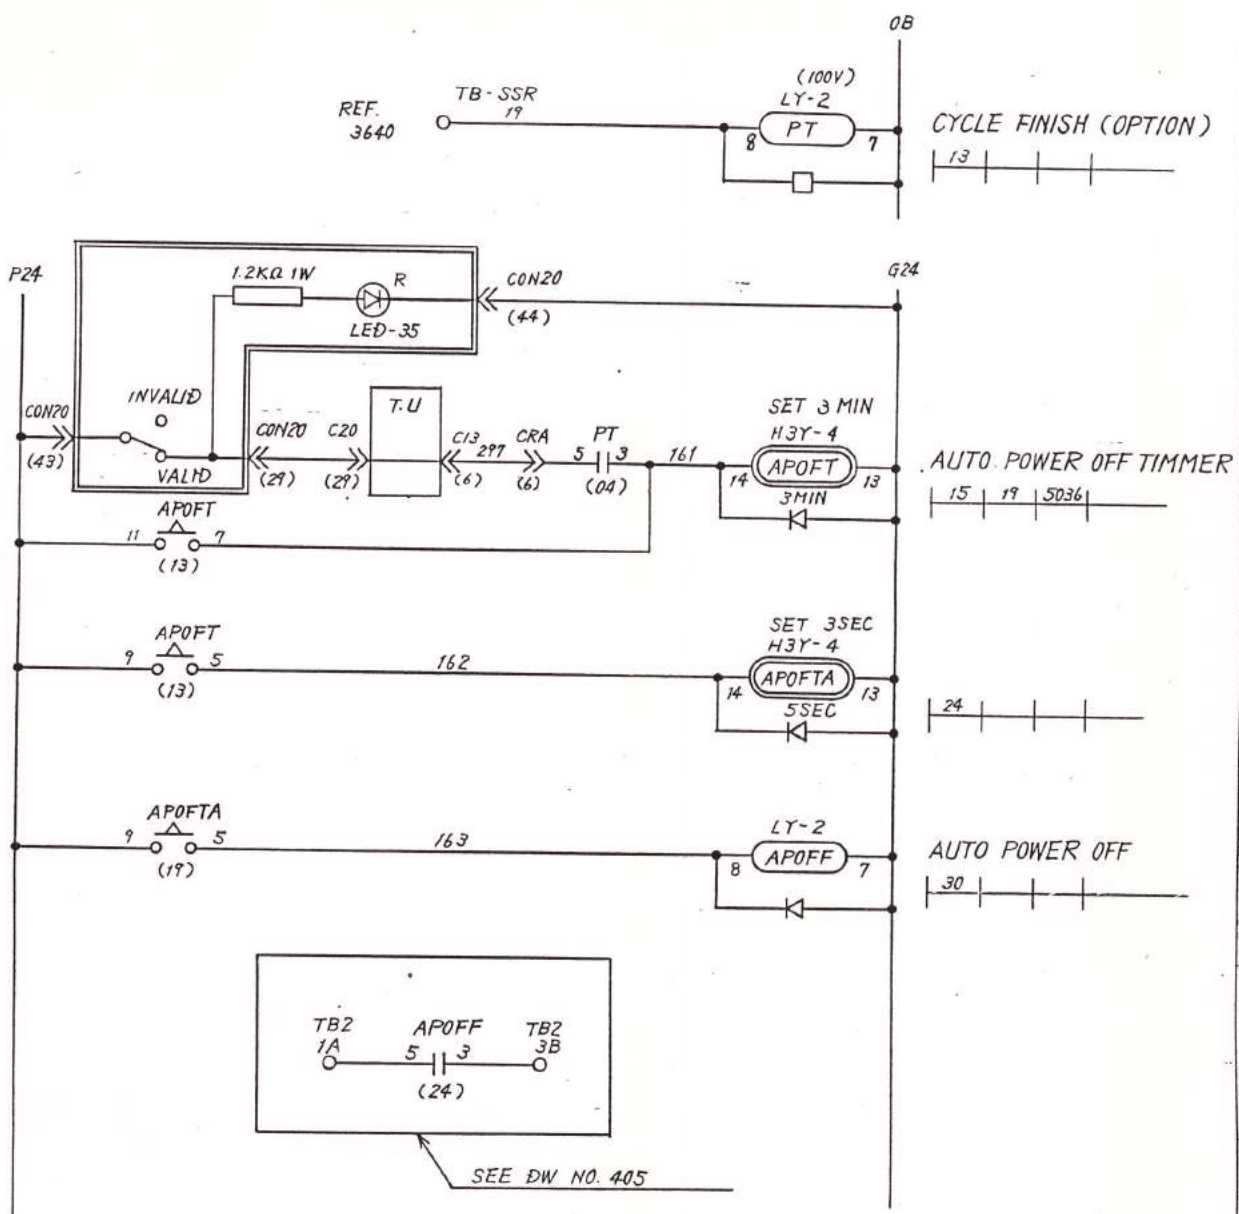 OB
(100V)
TB-SSR
LY-2
REF.
3640
19
8
PT
7
CYCLE FINISH (OPTION)
13
P24
G24
1.2KΩ 1W
R
CON20
LED-35
(44)
INVALID
T.U
SET 3 MIN
CON20
CON20
C20
C13
297
CRA
PT
H3Y-4
5
3
161
14
APOFT
13
AUTO POWER OFF TIMMER
(43)
VALID
(29)
(29)
(6)
(6)
(04)
3MIN
15
19
5036
APOFT
11
7
(13)
APOFT
SET 3SEC
H3Y-4
9
5
162
14
APOFTA
13
(13)
5SEC
24
APOFTA
LY-2
9
5
163
8
APOFF
7
AUTO POWER OFF
(19)
30
TB2
APOFF
TB2
1A
5
3
3B
(24)
SEE DW NO. 405